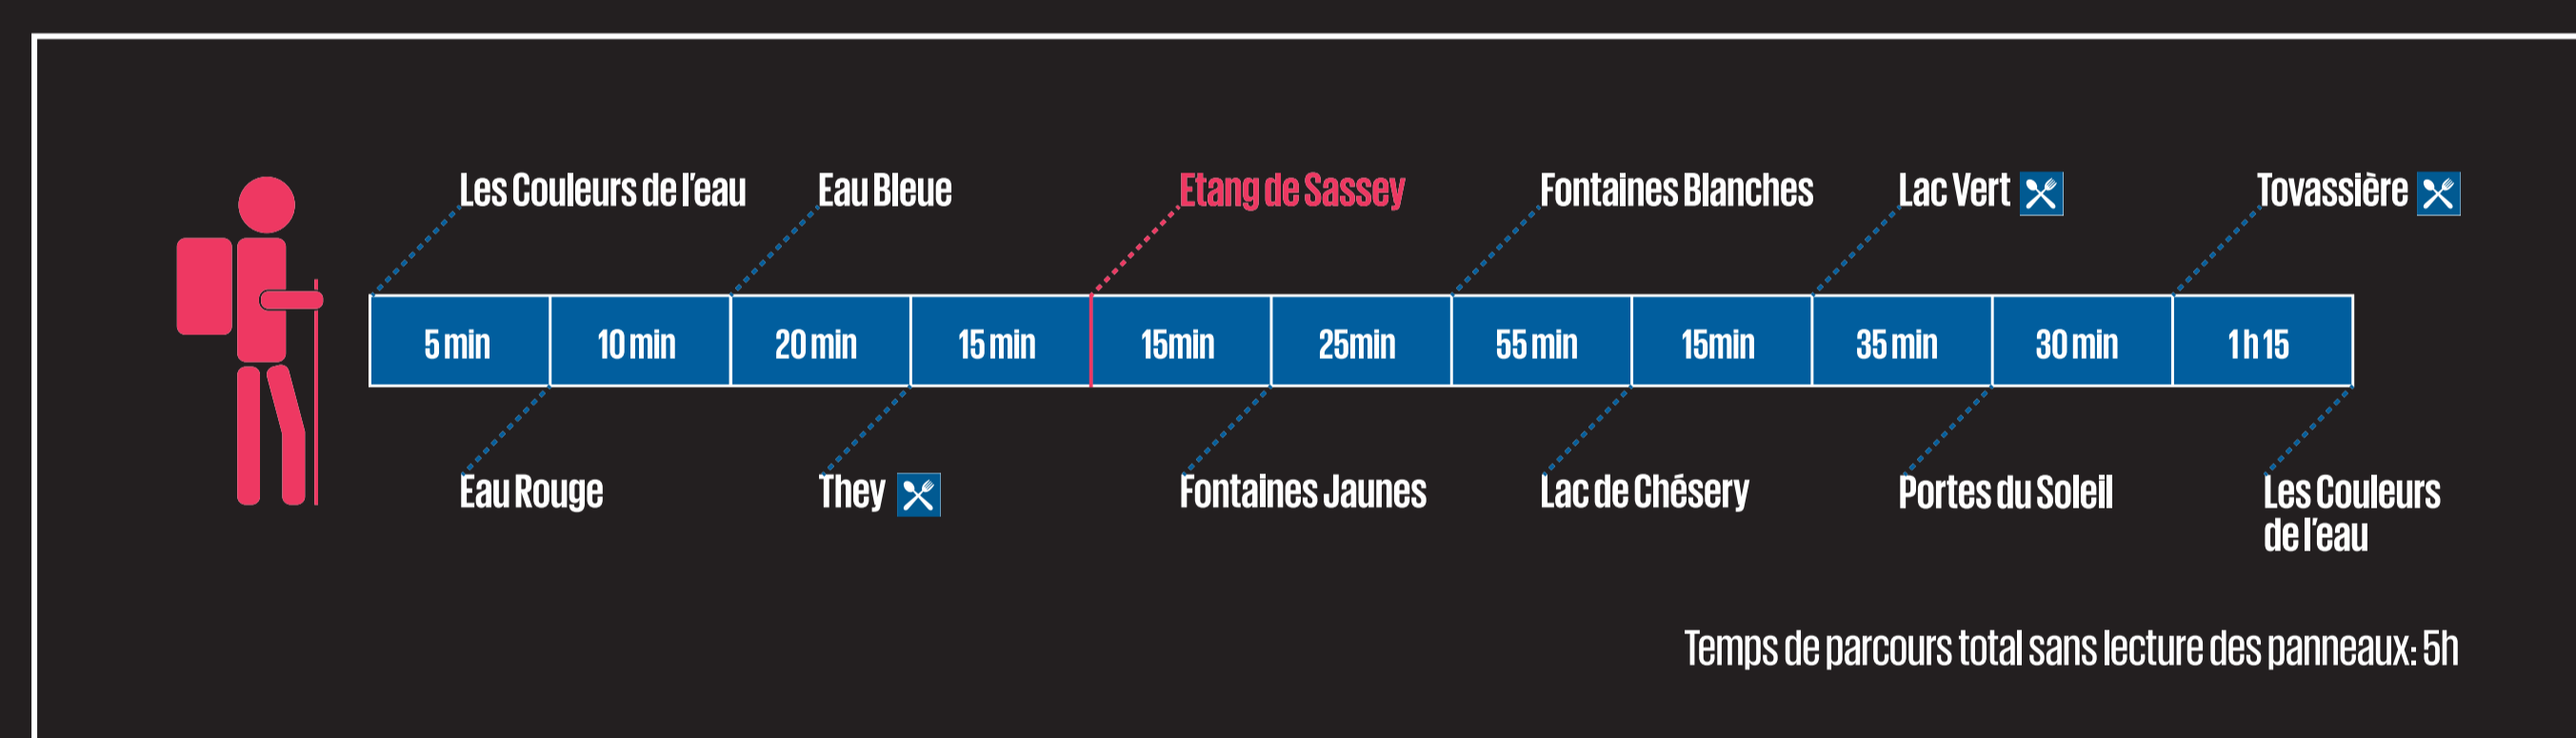 Les Couleurs de l'eau
Eau Bleue
Etang de Sassey
Fontaines Blanches
Lac Vert
Tovassière
5 min
10 min
20 min
15 min
15min
25min
55 min
15min
35 min
30 min
1 h 15
Eau Rouge
They
Fontaines Jaunes
Lac de Chésery
Portes du Soleil
Les Couleurs
de l'eau
Temps de parcours total sans lecture des panneaux: 5h